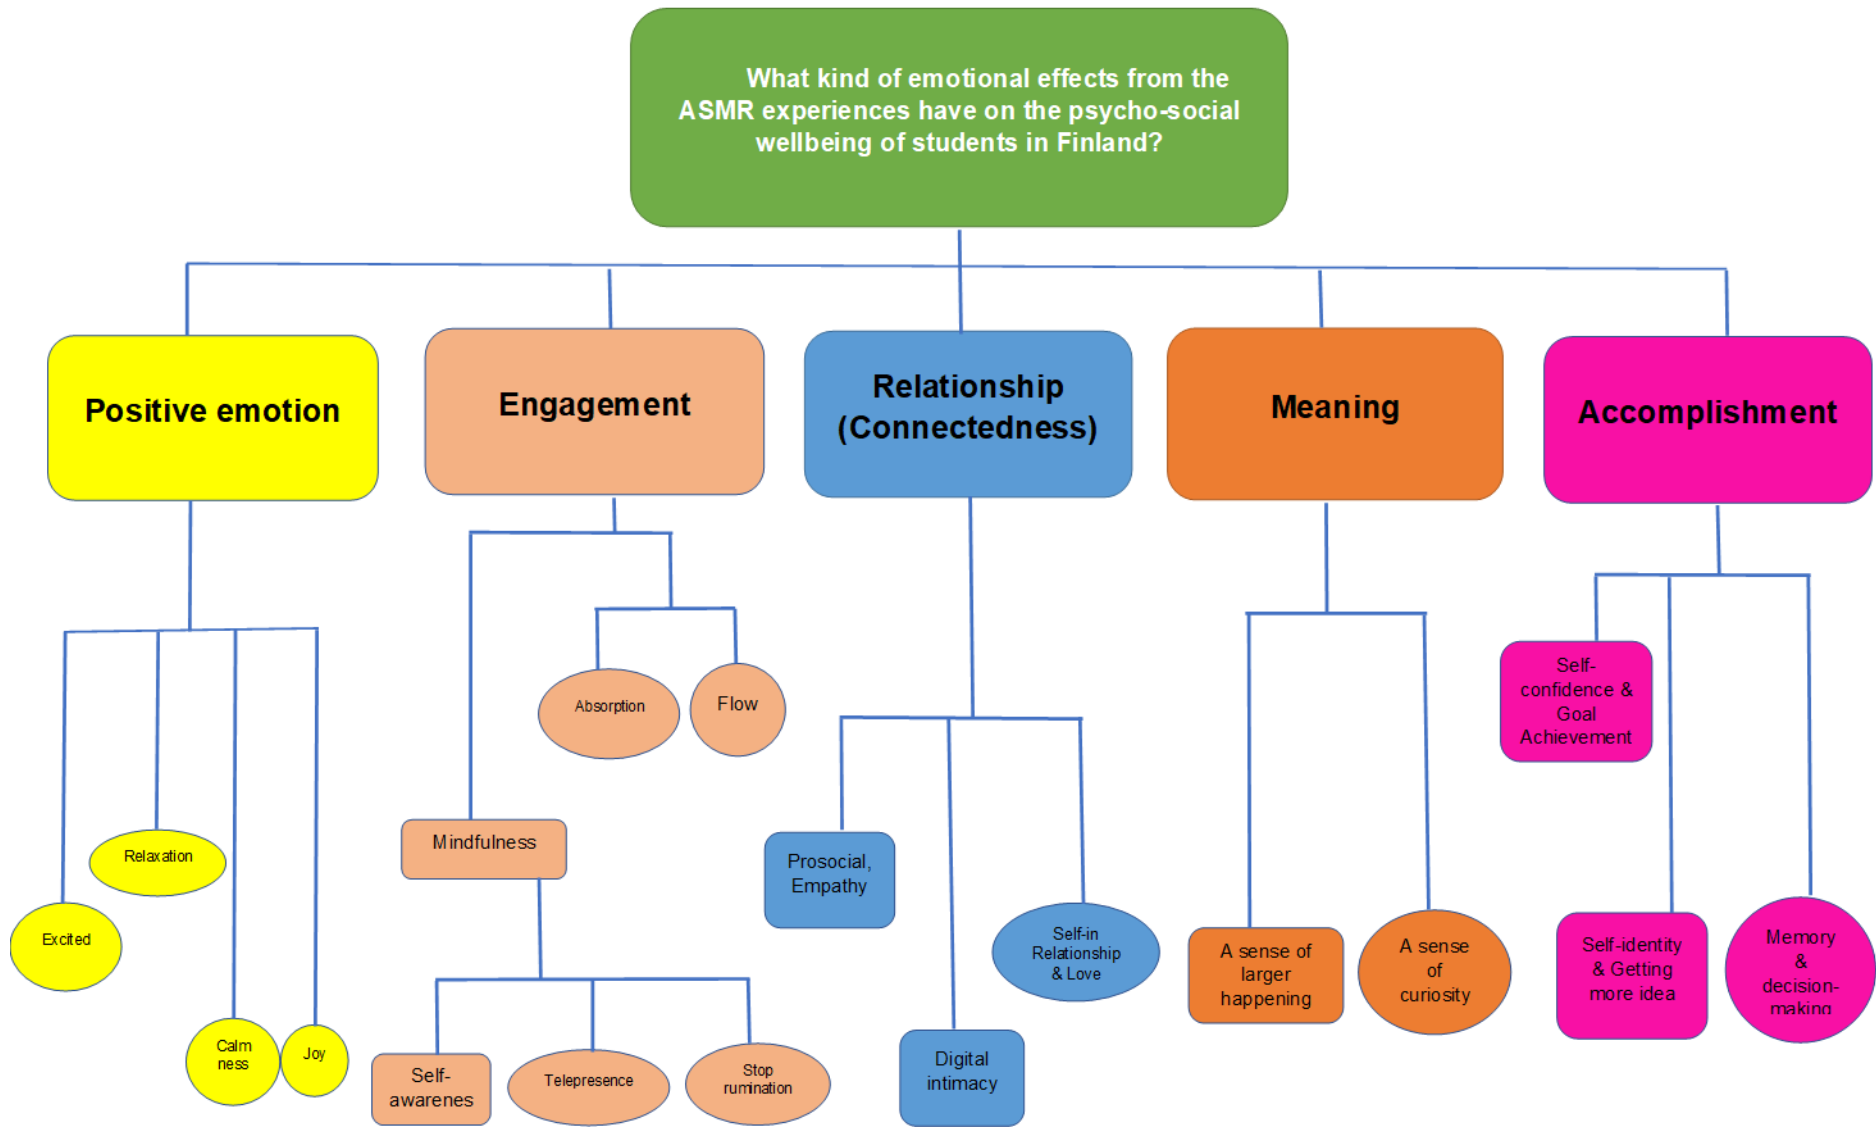 What kind of emotional effects from the
ASMR experiences have on the psycho-social
wellbeing of students in Finland?
Positive emotion
Engagement
Relationship
(Connectedness)
Meaning
Accomplishment
Absorption
Flow
Self-
confidence &
Goal
Achievement
Relaxation
Mindfulness
Prosocial,
Empathy
Excited
Self-in
Relationship
& Love
A sense of
larger
happening
A sense
of
curiosity
Self-identity
& Getting
more idea
Memory
&
decision-
making
Calm
ness
Joy
Self-
awarenes
Telepresence
Stop
rumination
Digital
intimacy